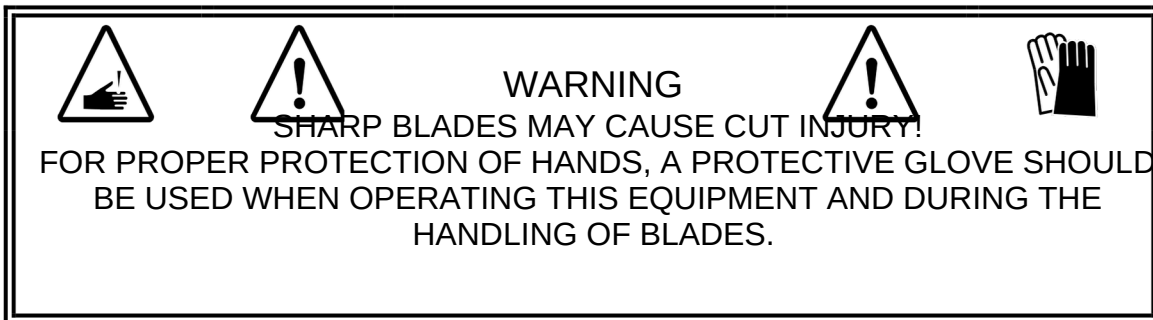 WARNING
SHARP BLADES MAY CAUSE CUT INJURY!
FOR PROPER PROTECTION OF HANDS, A PROTECTIVE GLOVE SHOULD
BE USED WHEN OPERATING THIS EQUIPMENT AND DURING THE
HANDLING OF BLADES.